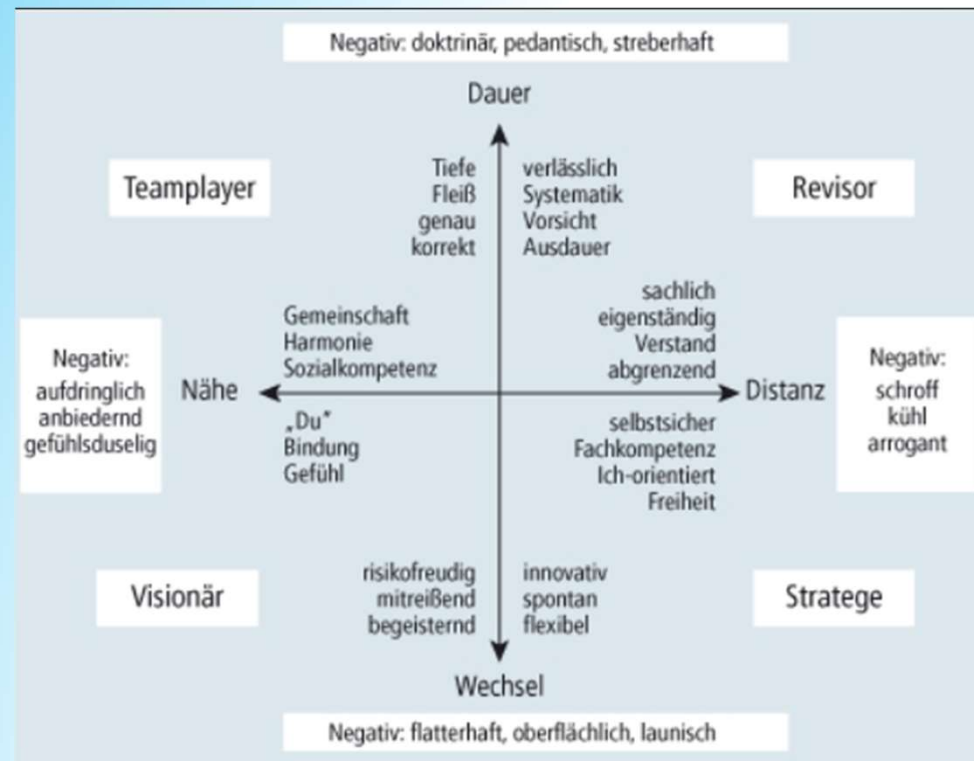 Negativ: doktrinär, pedantisch, streberhaft
Dauer
Teamplayer
Tiefe
Fleiß
genau
korrekt
verlässlich
Systematik
Vorsicht
Ausdauer
Revisor
Negativ:
aufdringlich
anbiedernd
gefühlsduselig
Nähe
Gemeinschaft
Harmonie
Sozialkompetenz
„Du“
Bindung
Gefühl
sachlich
eigenständig
Verstand
abgrenzend
selbstsicher
Fachkompetenz
Ich-orientiert
Freiheit
Distanz
Negativ:
schroff
kühl
arrogant
Visionär
risikofreudig
mitreißend
begeisternd
innovativ
spontan
flexibel
Stratege
Wechsel
Negativ: flatterhaft, oberflächlich, launisch